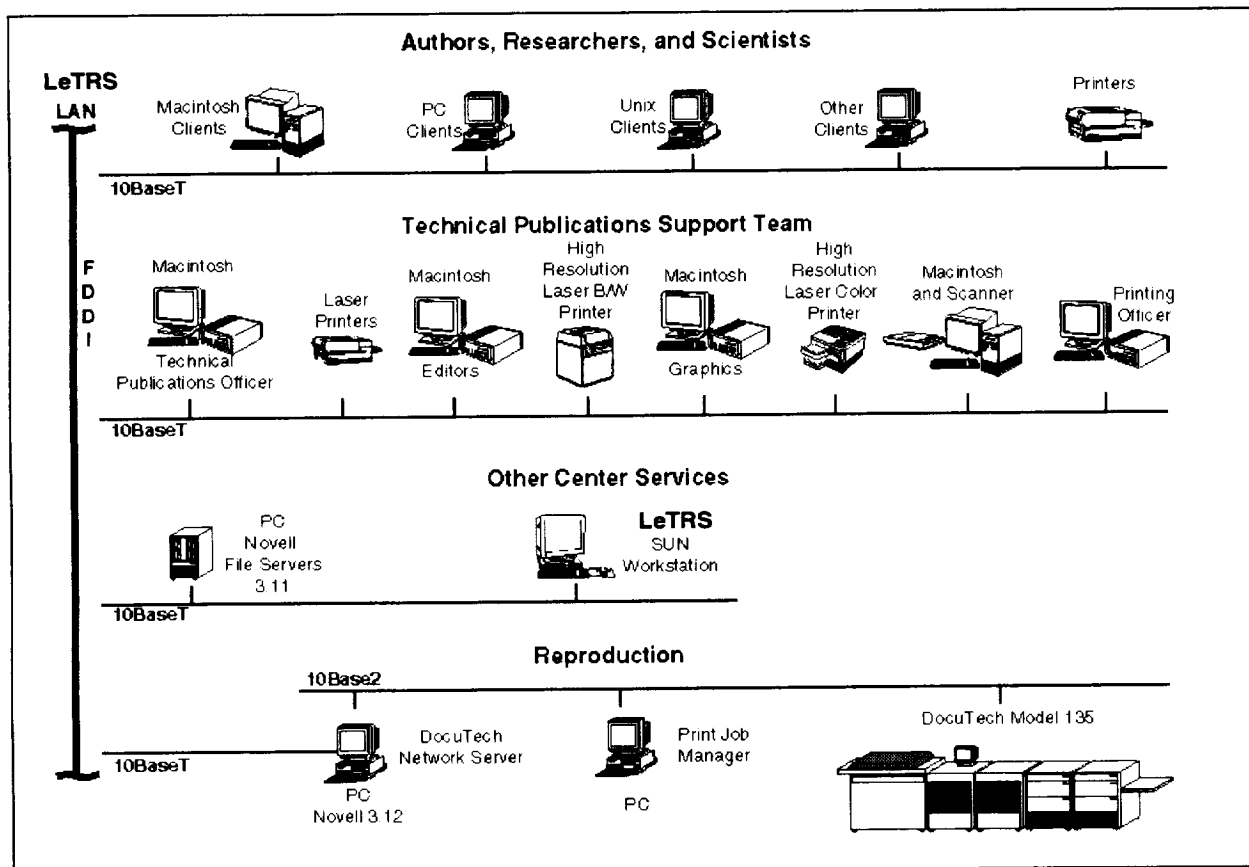 Authors, Researchers, and Scientists
LeTRS
LAN
Macintosh
Clients
PC
Clients
Unix
Clients
Other
Clients
Printers
10BaseT
Technical Publications Support Team
F
D
D
I
Macintosh
Technical
Publications Officer
Laser
Printers
Macintosh
Editors
High
Resolution
Laser B/W
Printer
Macintosh
Graphics
High
Resolution
Laser Color
Printer
Macintosh
and Scanner
Printing
Officer
10BaseT
Other Center Services
PC
Novell
File Servers
3.11
LeTRS
SUN
Workstation
10BaseT
Reproduction
10Base2
DocuTech
Network Server
PC
Novell 3.12
Print Job
Manager
PC
DocuTech Model 135
10BaseT